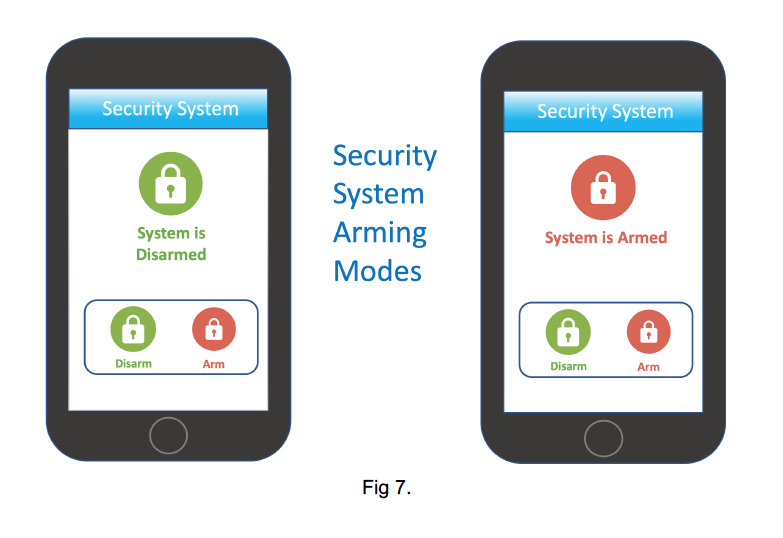 Security System
System is
Disarmed
Disarm
Arm
Security
System
Arming
Modes
Security System
System is Armed
Disarm
Arm
Fig 7.